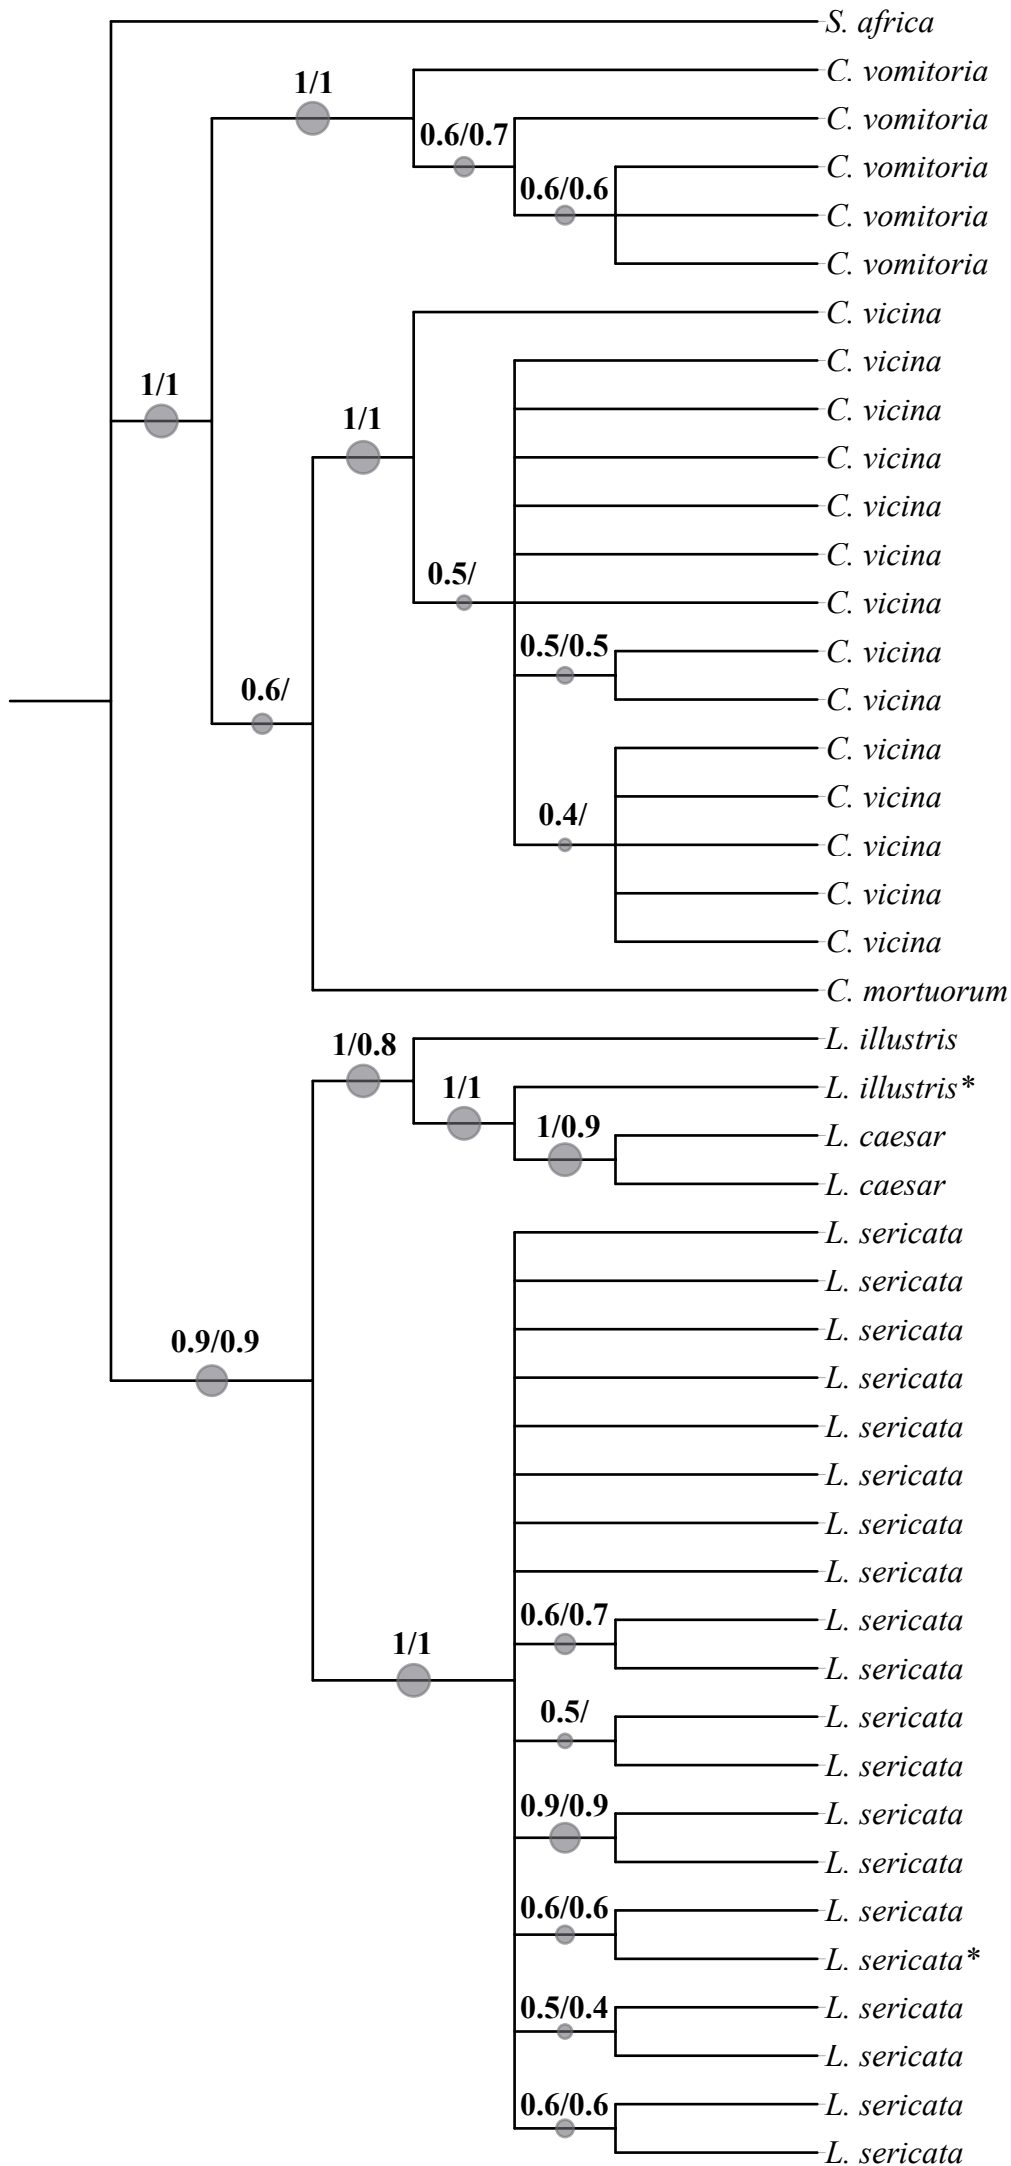 S. africa
C. vomitoria
1/1
C. vomitoria
0.6/0.7
C. vomitoria
0.6/0.6
C. vomitoria
C. vomitoria
C. vicina
C. vicina
1/1
C. vicina
1/1
C. vicina
C. vicina
C. vicina
0.5/
C. vicina
0.5/0.5
C. vicina
0.6/
C. vicina
C. vicina
C. vicina
0.4/
C. vicina
C. vicina
C. vicina
C. mortuorum
1/0.8
L. illustris
1/1
L. illustris*
1/0.9
L. caesar
L. caesar
L. sericata
L. sericata
0.9/0.9
L. sericata
L. sericata
L. sericata
L. sericata
L. sericata
L. sericata
0.6/0.7
L. sericata
1/1
L. sericata
0.5/
L. sericata
L. sericata
0.9/0.9
L. sericata
L. sericata
0.6/0.6
L. sericata
L. sericata*
0.5/0.4
L. sericata
L. sericata
0.6/0.6
L. sericata
L. sericata